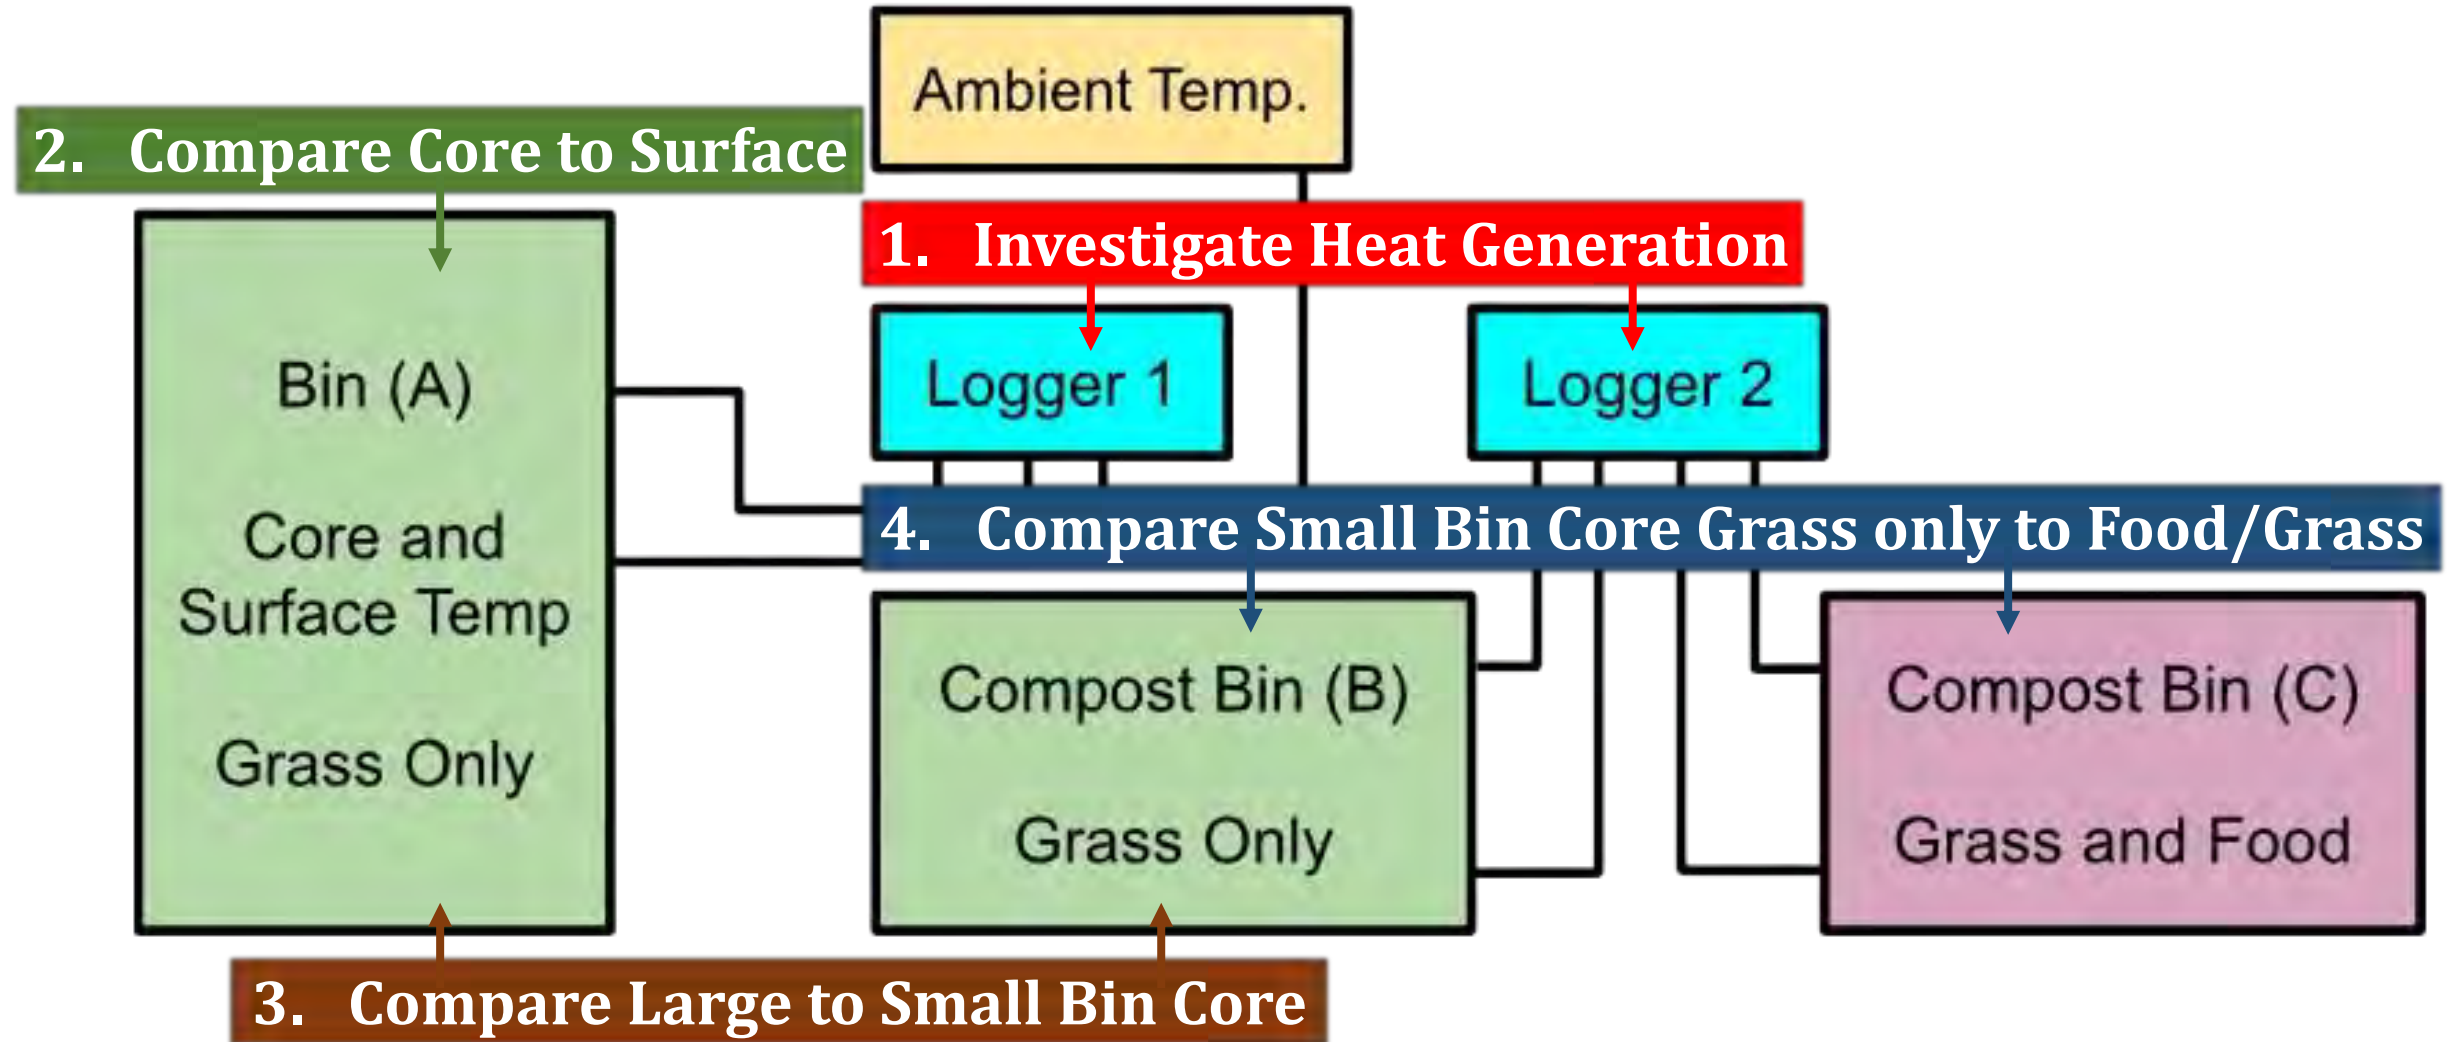 Ambient Temp.
2. Compare Core to Surface
1. Investigate Heat Generation
Bin (A)
Core and
Surface Temp
Grass Only
Logger 1
Logger 2
4. Compare Small Bin Core Grass only to Food/Grass
Compost Bin (B)
Grass Only
Compost Bin (C)
Grass and Food
3. Compare Large to Small Bin Core